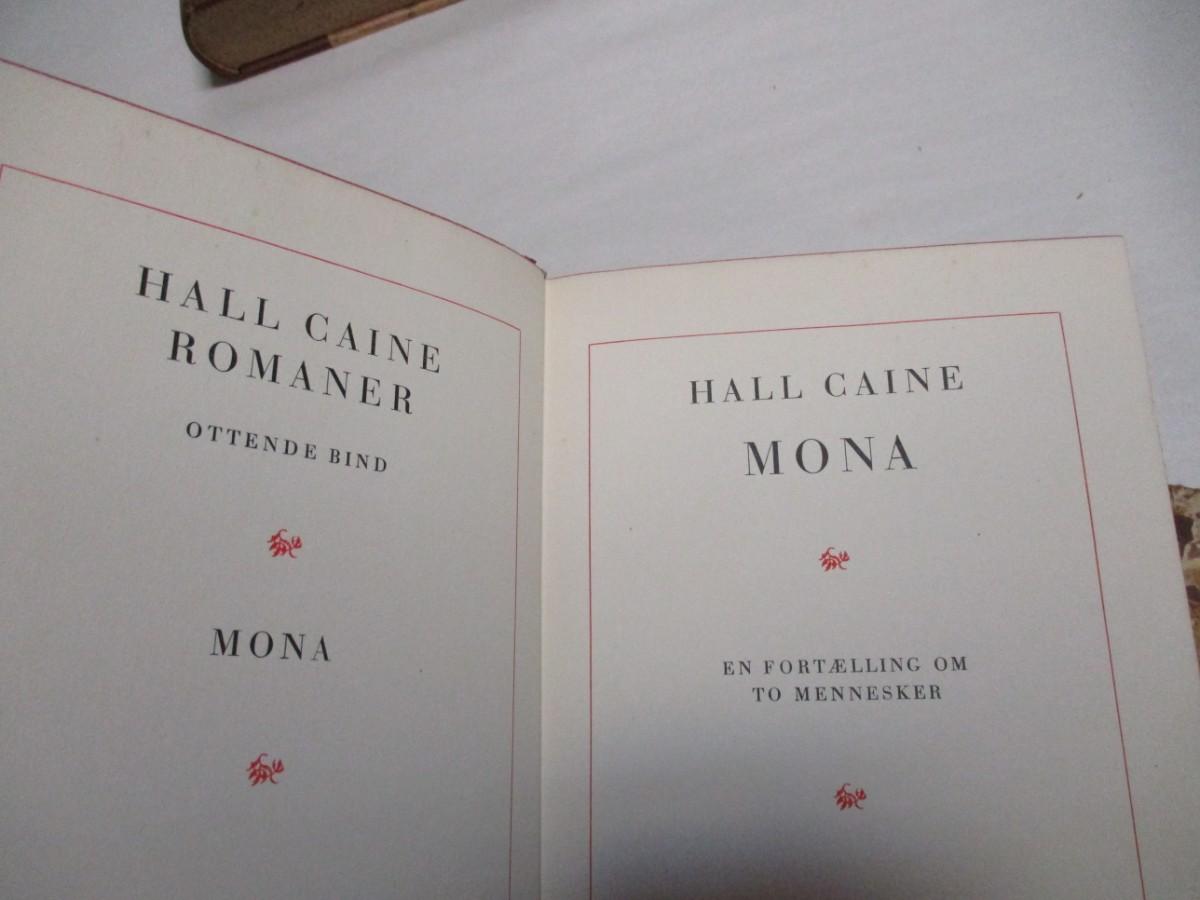 HALL CAINE
ROMANER
OTTENDE BIND
MONA
HALL CAINE
MONA
EN FORTÆLLING OM
TO MENNESKER